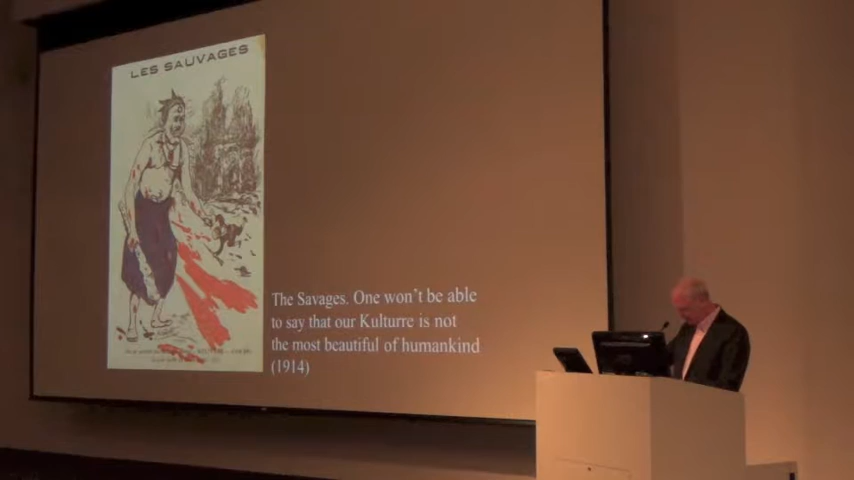 LES SAUVAGES
The Savages. One won't be able
to say that our Kulturre is not
the most beautiful of humankind
(1914)